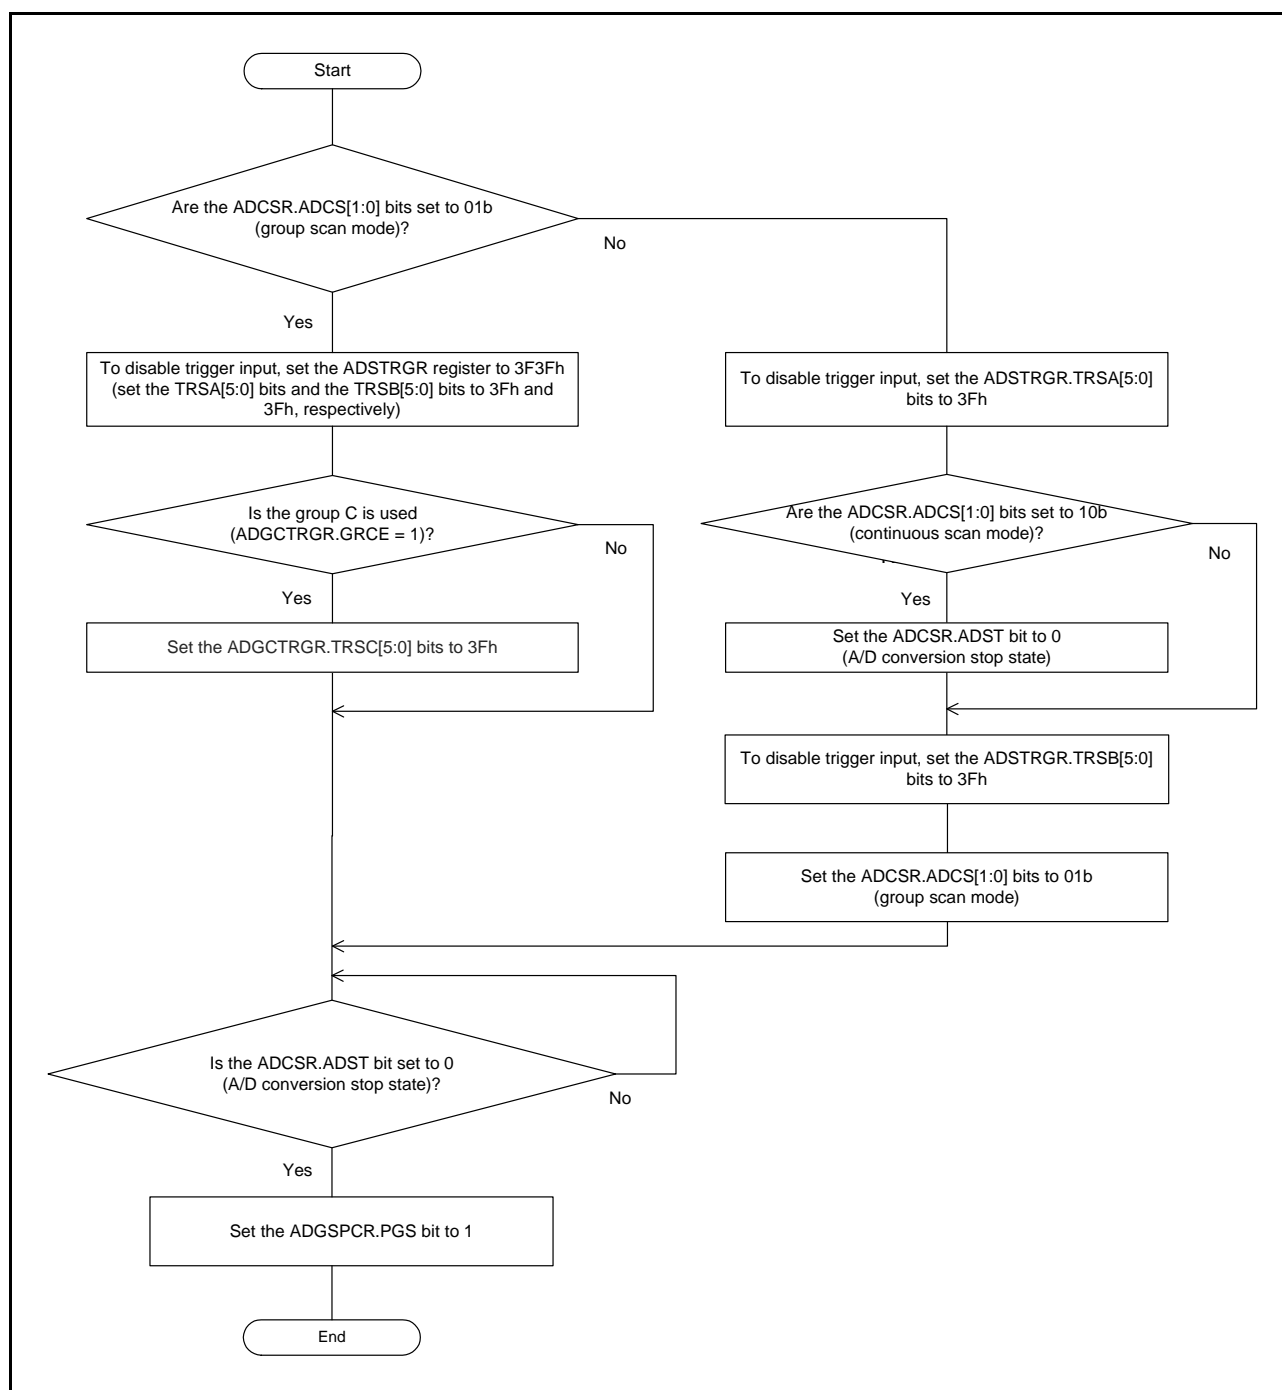 Start
Are the ADCSR.ADCS[1:0] bits set to 01b
(group scan mode)?
No
Yes
To disable trigger input, set the ADSTRGR register to 3F3Fh
(set the TRSA[5:0] bits and the TRSB[5:0] bits to 3Fh and
3Fh, respectively)
To disable trigger input, set the ADSTRGR.TRSA[5:0]
bits to 3Fh
Is the group C is used
(ADGCTRGR.GRCE = 1)?
No
Yes
Are the ADCSR.ADCS[1:0] bits set to 10b
(continuous scan mode)?
No
Yes
Set the ADGCTRGR.TRSC[5:0] bits to 3Fh
Set the ADCSR.ADST bit to 0
(A/D conversion stop state)
To disable trigger input, set the ADSTRGR.TRSB[5:0]
bits to 3Fh
Set the ADCSR.ADCS[1:0] bits to 01b
(group scan mode)
Is the ADCSR.ADST bit set to 0
(A/D conversion stop state)?
No
Yes
Set the ADGSPCR.PGS bit to 1
End